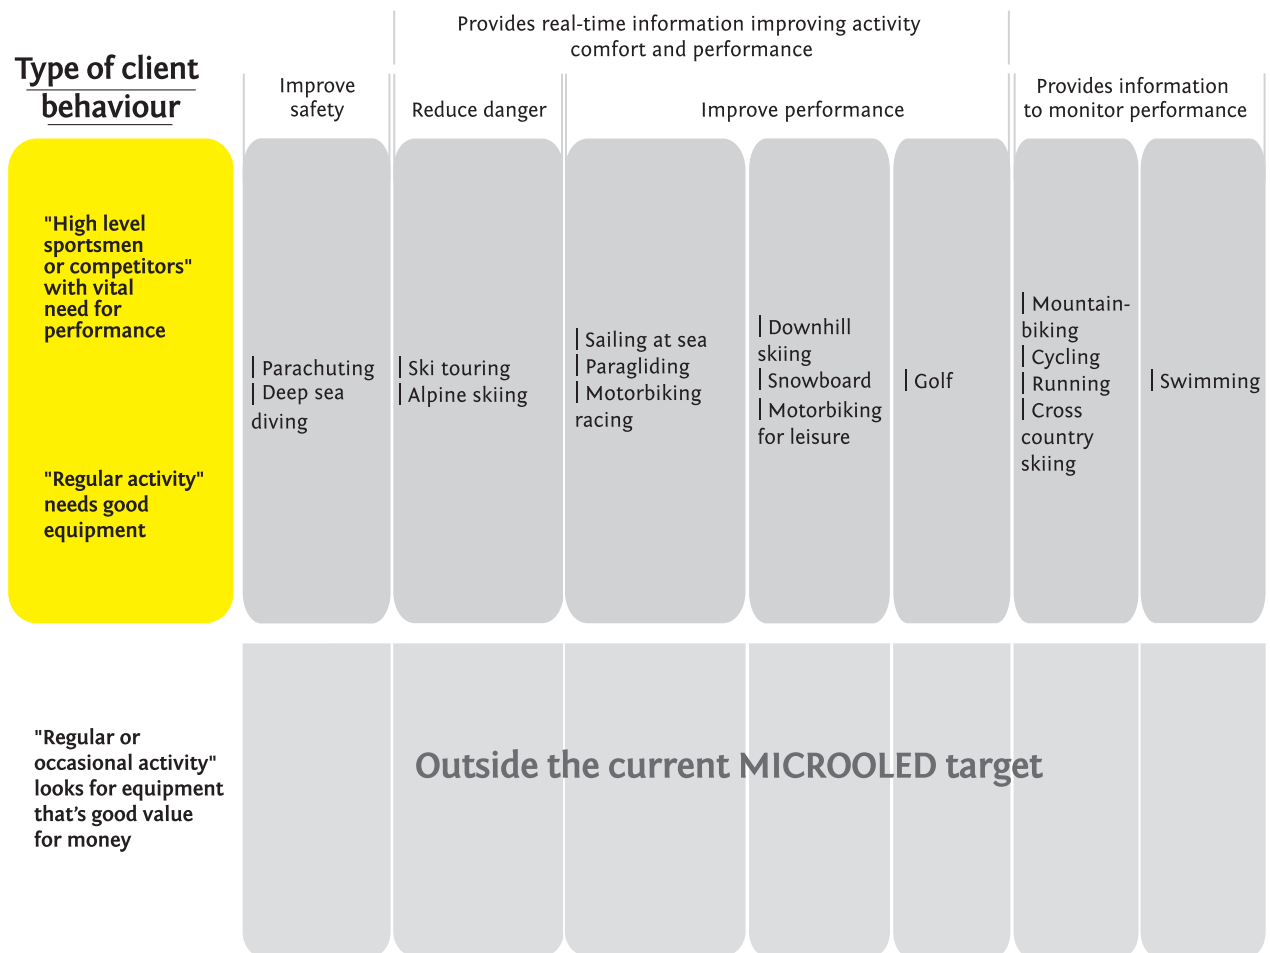 Provides real-time information improving activity
comfort and performance
Type of client
behaviour
Improve
safety
Reduce danger
Improve performance
Provides information
to monitor performance
"High level
sportsmen
or competitors"
with vital
need for
performance
"Regular activity"
needs good
equipment
| Parachuting
| Deep sea
diving
| Ski touring
| Alpine skiing
| Sailing at sea
| Paragliding
| Motorbiking
racing
| Downhill
skiing
| Snowboard
| Motorbiking
for leisure
| Golf
| Mountain-
biking
| Cycling
| Running
| Cross
country
skiing
| Swimming
"Regular or
occasional activity"
looks for equipment
that’s good value
for money
Outside the current MICROOLED target